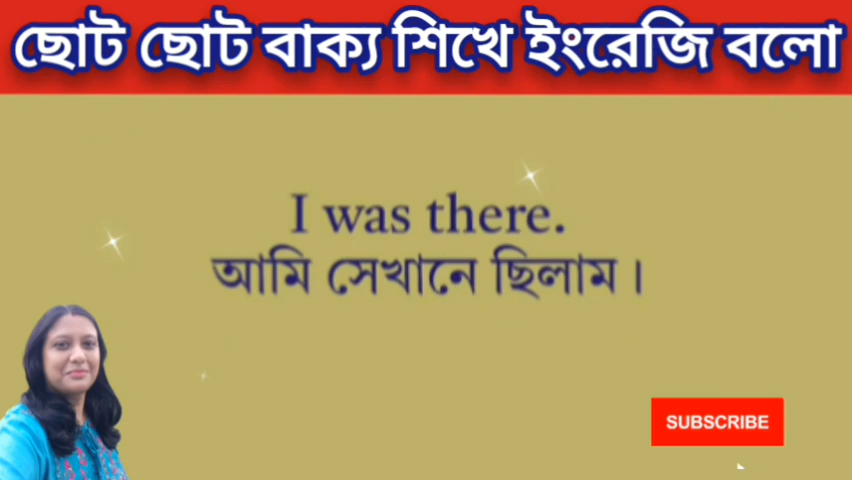 ছোট ছোট বাক্য শিখে ইংরেজি বলো
I was there.
আমি সেখানে ছিলাম।
SUBSCRIBE